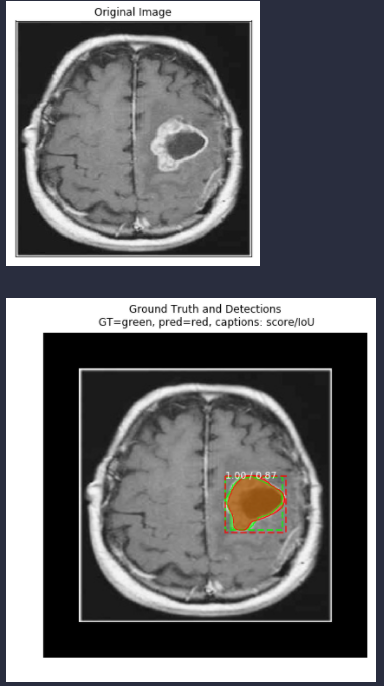 Original Image
Ground Truth and Detections
GT=green, pred=red, captions: score/IoU
1.00 / 0.87